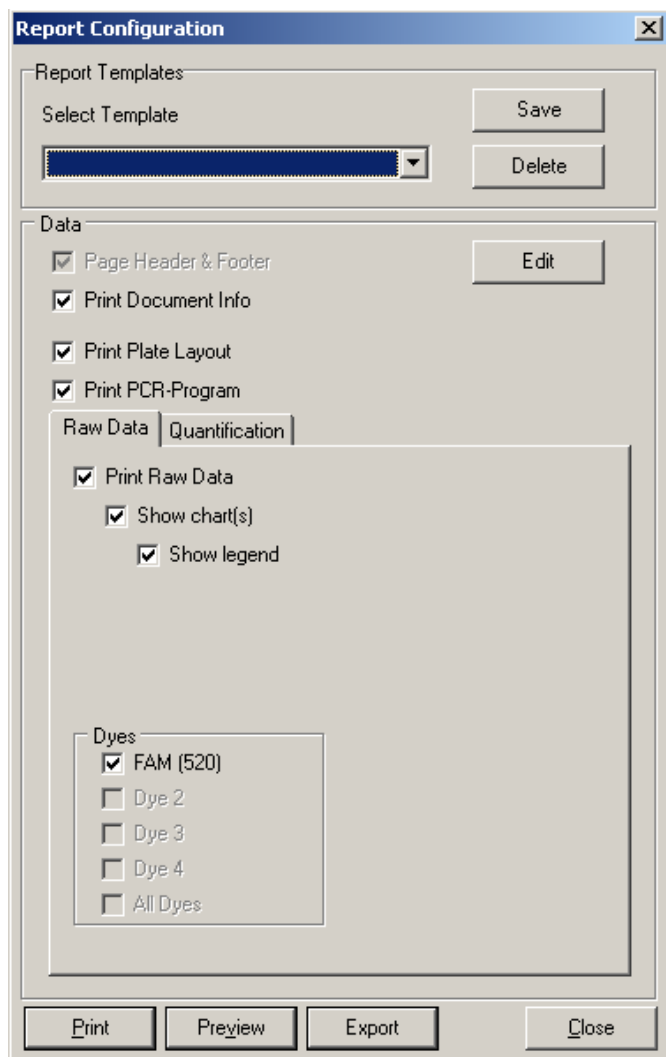 Report Configuration
Report Templates
Select Template
Save
Delete
Data
Page Header & Footer
Edit
Print Document Info
Print Plate Layout
Print PCR-Program
Raw Data
Quantification
Print Raw Data
Show chart(s)
Show legend
Dyes
FAM (520)
Dye 2
Dye 3
Dye 4
All Dyes
Print
Preview
Export
Close